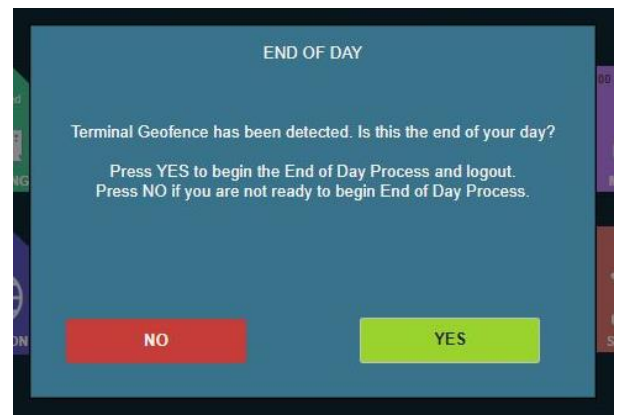 END OF DAY
Terminal Geofence has been detected. Is this the end of your day?
Press YES to begin the End of Day Process and logout.
Press NO if you are not ready to begin End of Day Process.
NO
YES